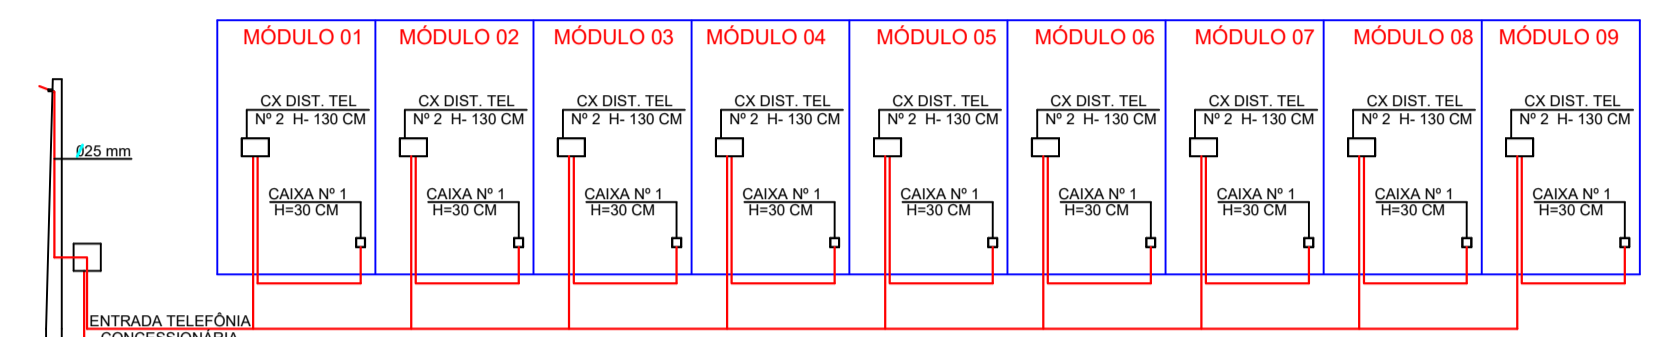 MÓDULO 01 MÓDULO 02 MÓDULO 03 MÓDULO 04 MÓDULO 05 MÓDULO 06 MÓDULO 07 MÓDULO 08 MÓDULO 09
CX DIST. TEL CX DIST. TEL CX DIST. TEL CX DIST. TEL CX DIST. TEL CX DIST. TEL CX DIST. TEL CX DIST. TEL CX DIST. TEL
Nº 2 H- 130 CM Nº 2 H- 130 CM Nº 2 H- 130 CM Nº 2 H- 130 CM Nº 2 H- 130 CM Nº 2 H- 130 CM Nº 2 H- 130 CM Nº 2 H- 130 CM Nº 2 H- 130 CM
Ø25 mm
CAIXA Nº 1 CAIXA Nº 1 CAIXA Nº 1 CAIXA Nº 1 CAIXA Nº 1 CAIXA Nº 1 CAIXA Nº 1 CAIXA Nº 1 CAIXA Nº 1
H=30 CM H=30 CM H=30 CM H=30 CM H=30 CM H=30 CM H=30 CM H=30 CM H=30 CM
ENTRADA TELEFÔNIA
CONCESSIONÁRIA